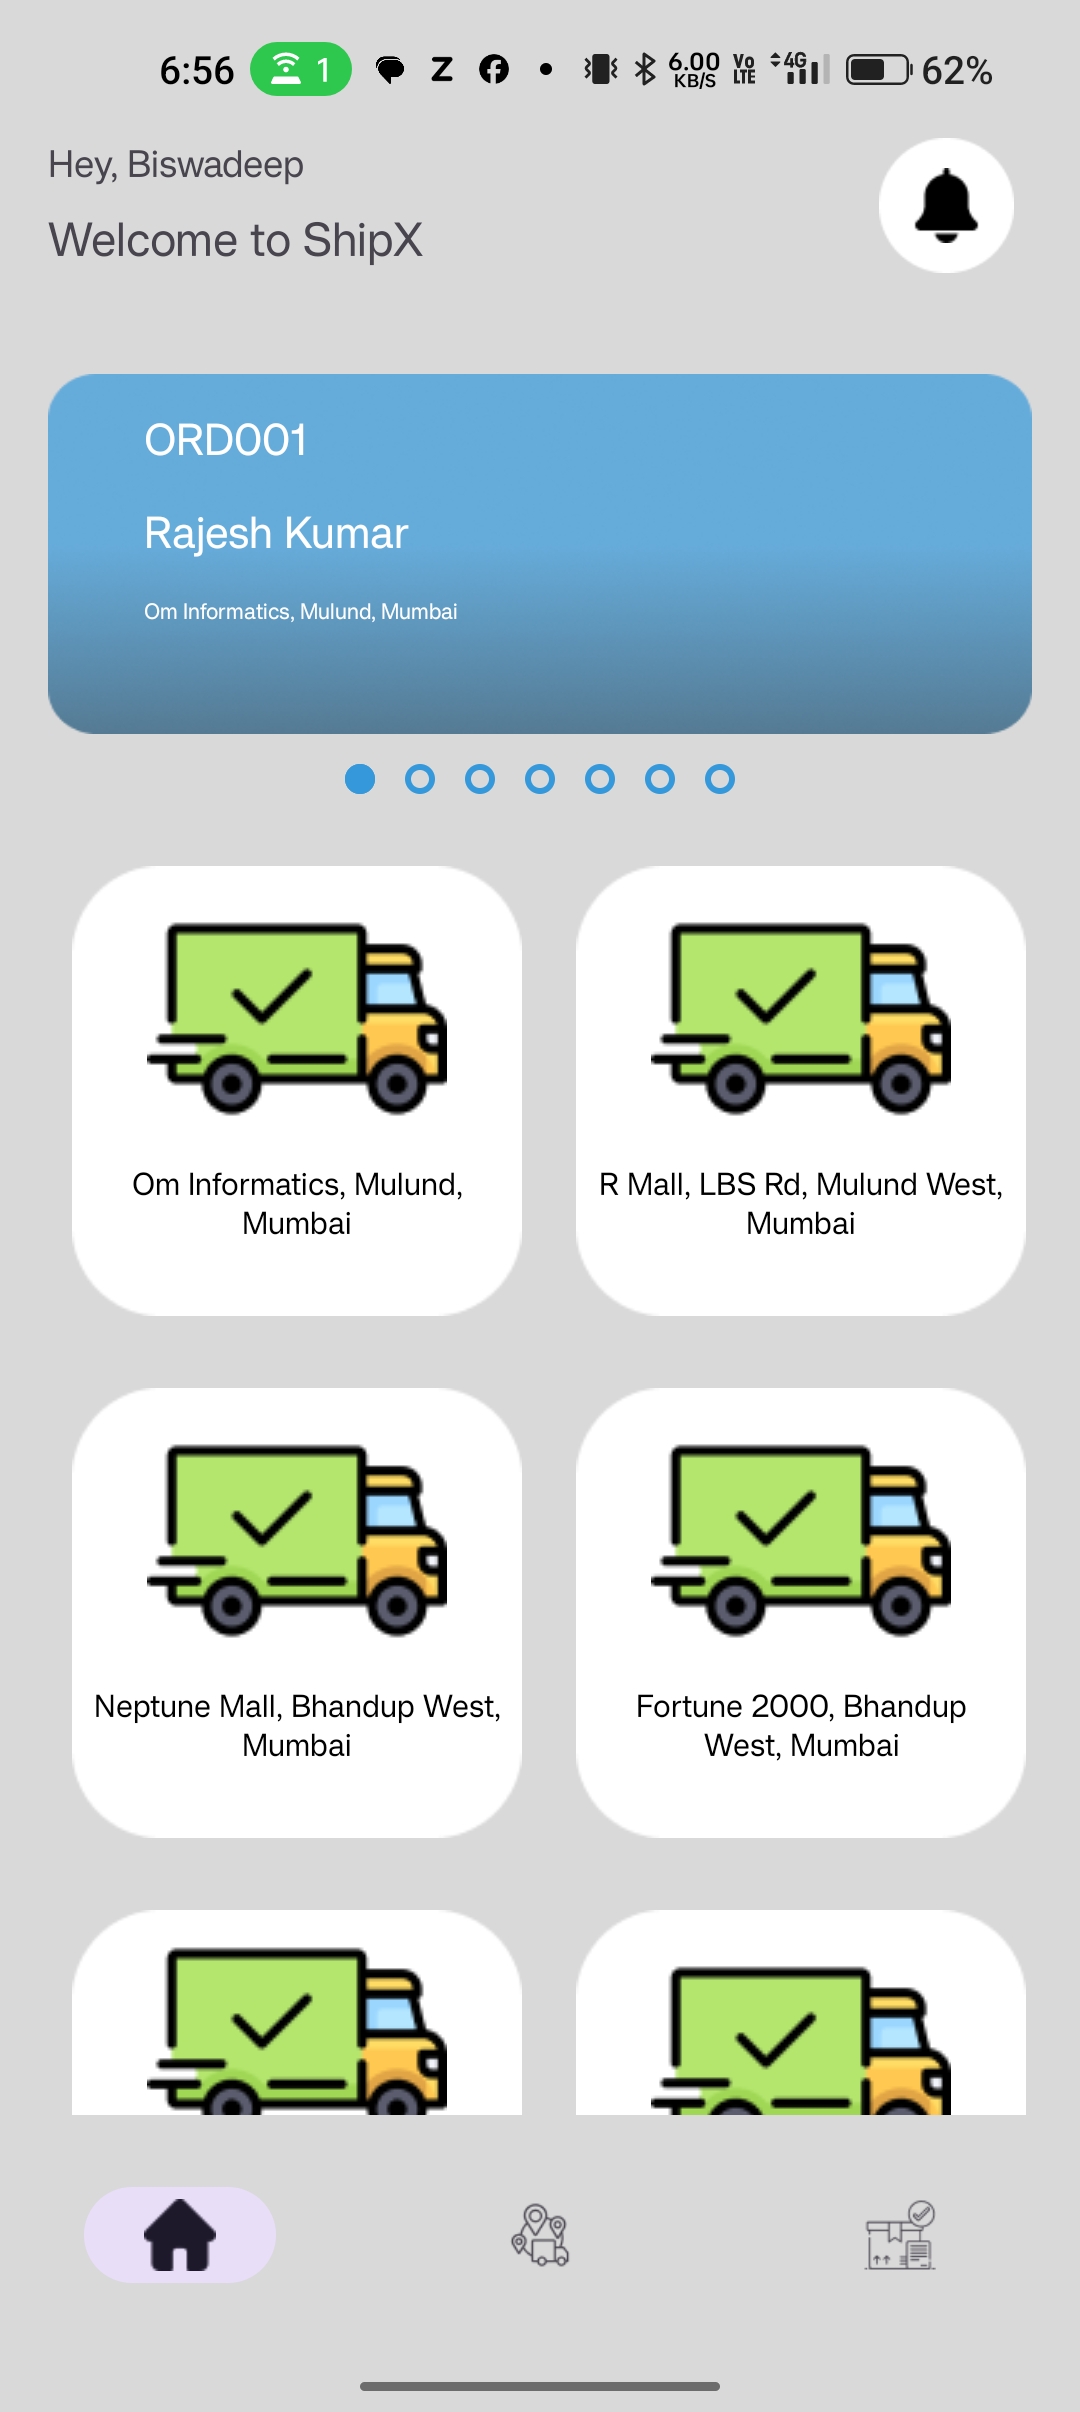 6:56 1 Z 6.00 KB/S Vo LTE 4G 62%
Hey, Biswadeep
Welcome to ShipX
ORD001
Rajesh Kumar
Om Informatics, Mulund, Mumbai
Om Informatics, Mulund,
Mumbai
R Mall, LBS Rd, Mulund West,
Mumbai
Neptune Mall, Bhandup West,
Mumbai
Fortune 2000, Bhandup
West, Mumbai